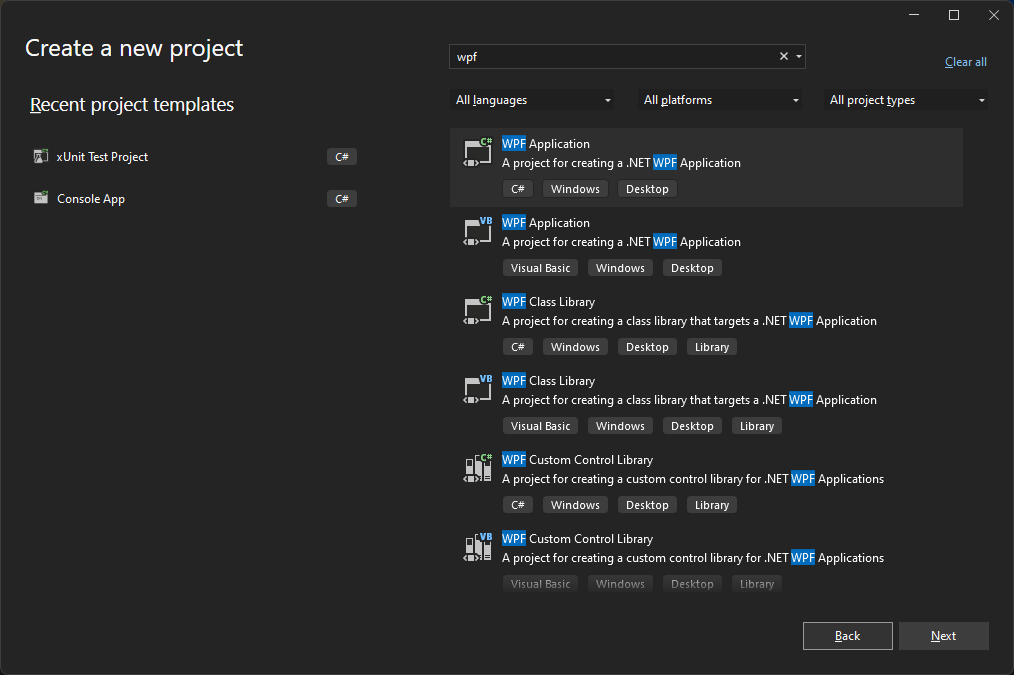 Create a new project
wpf
Clear all
Recent project templates
xUnit Test Project C#
Console App C#
All languages All platforms All project types
C#
WPF Application
A project for creating a .NET WPF Application
C# Windows Desktop
VB
WPF Application
A project for creating a .NET WPF Application
Visual Basic Windows Desktop
C#
WPF Class Library
A project for creating a class library that targets a .NET WPF Application
C# Windows Desktop Library
VB
WPF Class Library
A project for creating a class library that targets a .NET WPF Application
Visual Basic Windows Desktop Library
C#
WPF Custom Control Library
A project for creating a custom control library for .NET WPF Applications
C# Windows Desktop Library
VB
WPF Custom Control Library
A project for creating a custom control library for .NET WPF Applications
Visual Basic Windows Desktop Library
Back Next